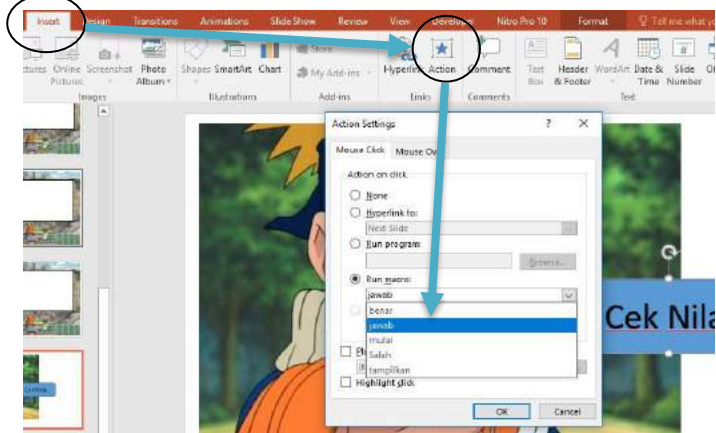 Insert Design Transitions Animations Slide Show Review View Developer Nitro Pro 10 Format Tell me what yo
Online Pictures Screenshot Photo Album Shapes SmartArt Chart Store My Add-ins Hyperlink Action Comment Text Box Header & Footer WordArt Date & Time Slide Number
Images Illustrations Add-ins Links Comments Text
Action Settings ? X
Mouse Click Mouse Ov
Action on click
None
Hyperlink to:
Next Slide
Run program:
Browse...
Run macro:
jawab
benar
jawab
mulai
Salah
tampilkan
Highlight click
OK Cancel
Cek Nila